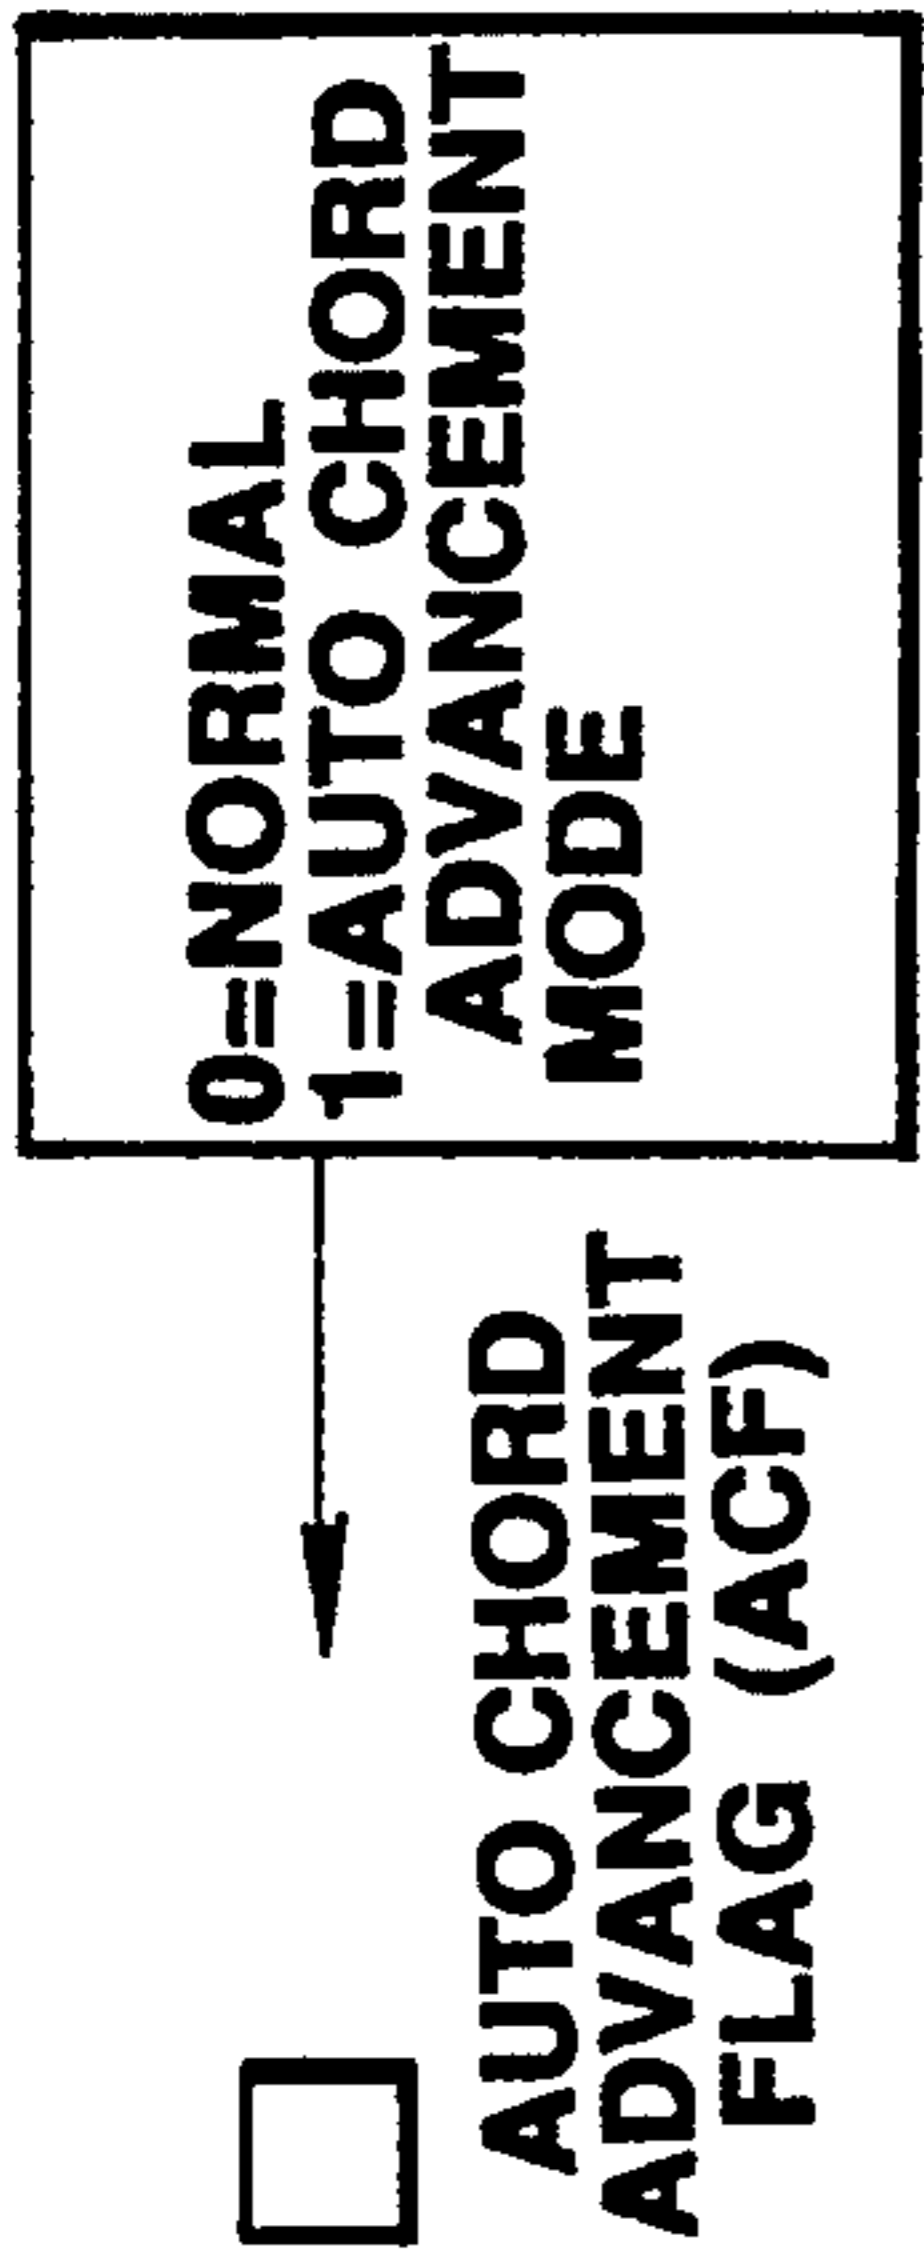 AUTO CHORD
ADVANCEMENT
FLAG (ACF)
0=NORMAL
1=AUTO CHORD
ADVANCEMENT
MODE